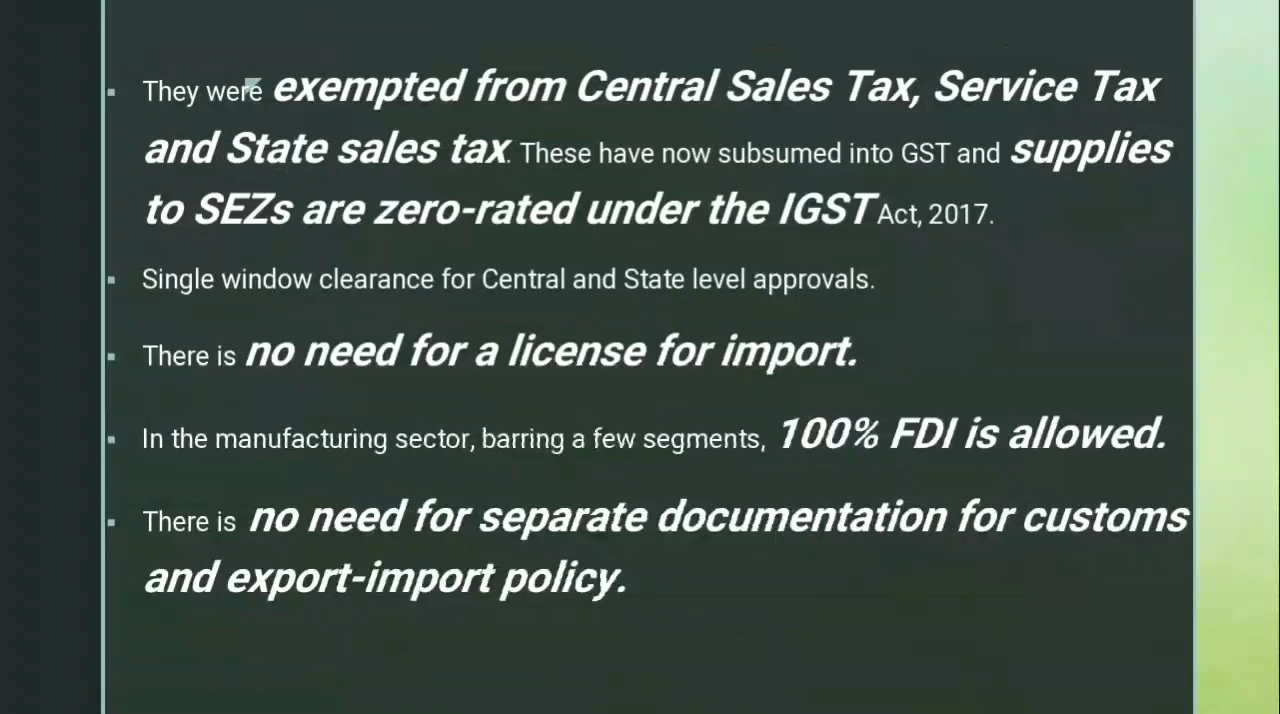 They were exempted from Central Sales Tax, Service Tax
and State sales tax. These have now subsumed into GST and supplies
to SEZs are zero-rated under the IGST Act, 2017.
Single window clearance for Central and State level approvals.
There is no need for a license for import.
In the manufacturing sector, barring a few segments, 100% FDI is allowed.
There is no need for separate documentation for customs
and export-import policy.